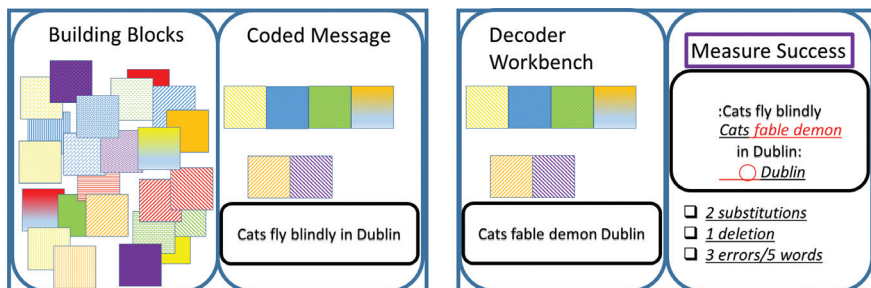 Building Blocks
Coded Message
Cats fly blindly in Dublin
Decoder
Workbench
Cats fable demon Dublin
Measure Success
:Cats fly blindly
Cats fable demon
in Dublin:
Dublin
2 substitutions
1 deletion
3 errors/5 words